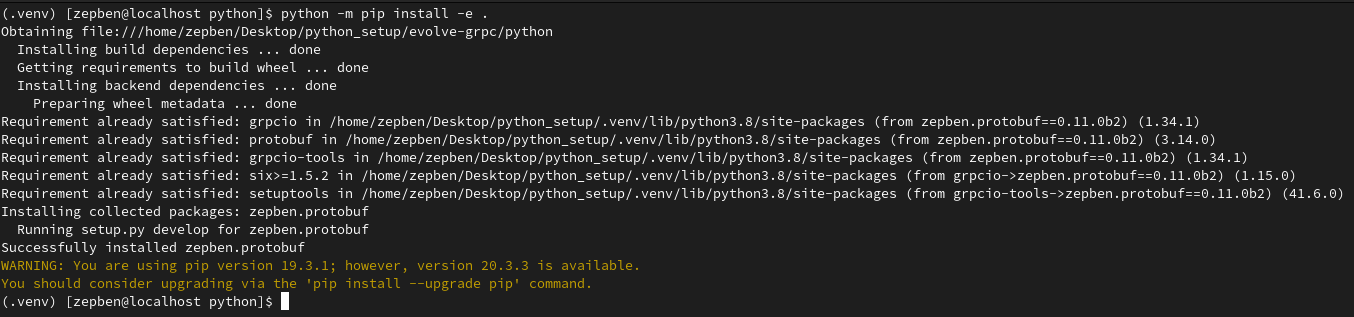 (.venv) [zepben@localhost python]$ python -m pip install -e .
Obtaining file:///home/zepben/Desktop/python_setup/evolve-grpc/python
  Installing build dependencies ... done
  Getting requirements to build wheel ... done
  Installing backend dependencies ... done
    Preparing wheel metadata ... done
Requirement already satisfied: grpcio in /home/zepben/Desktop/python_setup/.venv/lib/python3.8/site-packages (from zepben.protobuf==0.11.0b2) (1.34.1)
Requirement already satisfied: protobuf in /home/zepben/Desktop/python_setup/.venv/lib/python3.8/site-packages (from zepben.protobuf==0.11.0b2) (3.14.0)
Requirement already satisfied: grpcio-tools in /home/zepben/Desktop/python_setup/.venv/lib/python3.8/site-packages (from zepben.protobuf==0.11.0b2) (1.34.1)
Requirement already satisfied: six>=1.5.2 in /home/zepben/Desktop/python_setup/.venv/lib/python3.8/site-packages (from grpcio->zepben.protobuf==0.11.0b2) (1.15.0)
Requirement already satisfied: setuptools in /home/zepben/Desktop/python_setup/.venv/lib/python3.8/site-packages (from grpcio-tools->zepben.protobuf==0.11.0b2) (41.6.0)
Installing collected packages: zepben.protobuf
  Running setup.py develop for zepben.protobuf
Successfully installed zepben.protobuf
WARNING: You are using pip version 19.3.1; however, version 20.3.3 is available.
You should consider upgrading via the 'pip install --upgrade pip' command.
(.venv) [zepben@localhost python]$